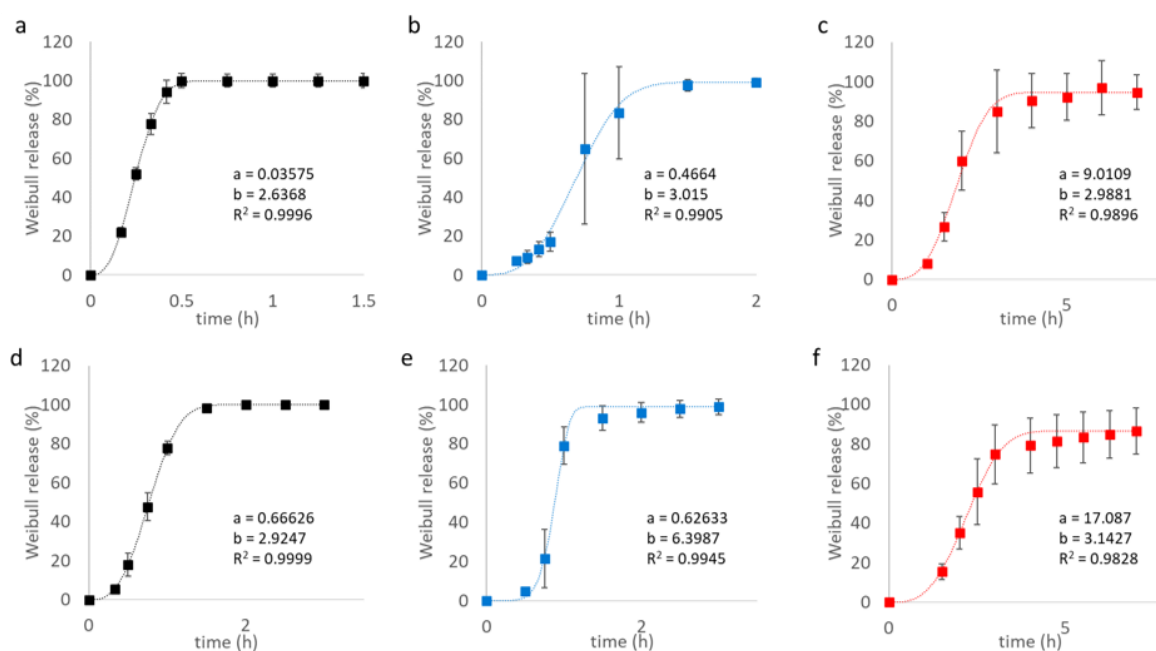 a
Weibull release (%)
120
100
80
60
40
20
0
a = 0.03575
b = 2.6368
R² = 0.9996
0 0.5 1 1.5
time (h)
b
Weibull release (%)
120
100
80
60
40
20
0
a = 0.4664
b = 3.015
R² = 0.9905
0 1 2
time (h)
c
Weibull release (%)
120
100
80
60
40
20
0
a = 9.0109
b = 2.9881
R² = 0.9896
0 5
time (h)
d
Weibull release (%)
120
100
80
60
40
20
0
a = 0.66626
b = 2.9247
R² = 0.9999
0 2
time (h)
e
Weibull release (%)
120
100
80
60
40
20
0
a = 0.62633
b = 6.3987
R² = 0.9945
0 2
time (h)
f
Weibull release (%)
120
100
80
60
40
20
0
a = 17.087
b = 3.1427
R² = 0.9828
0 5
time (h)